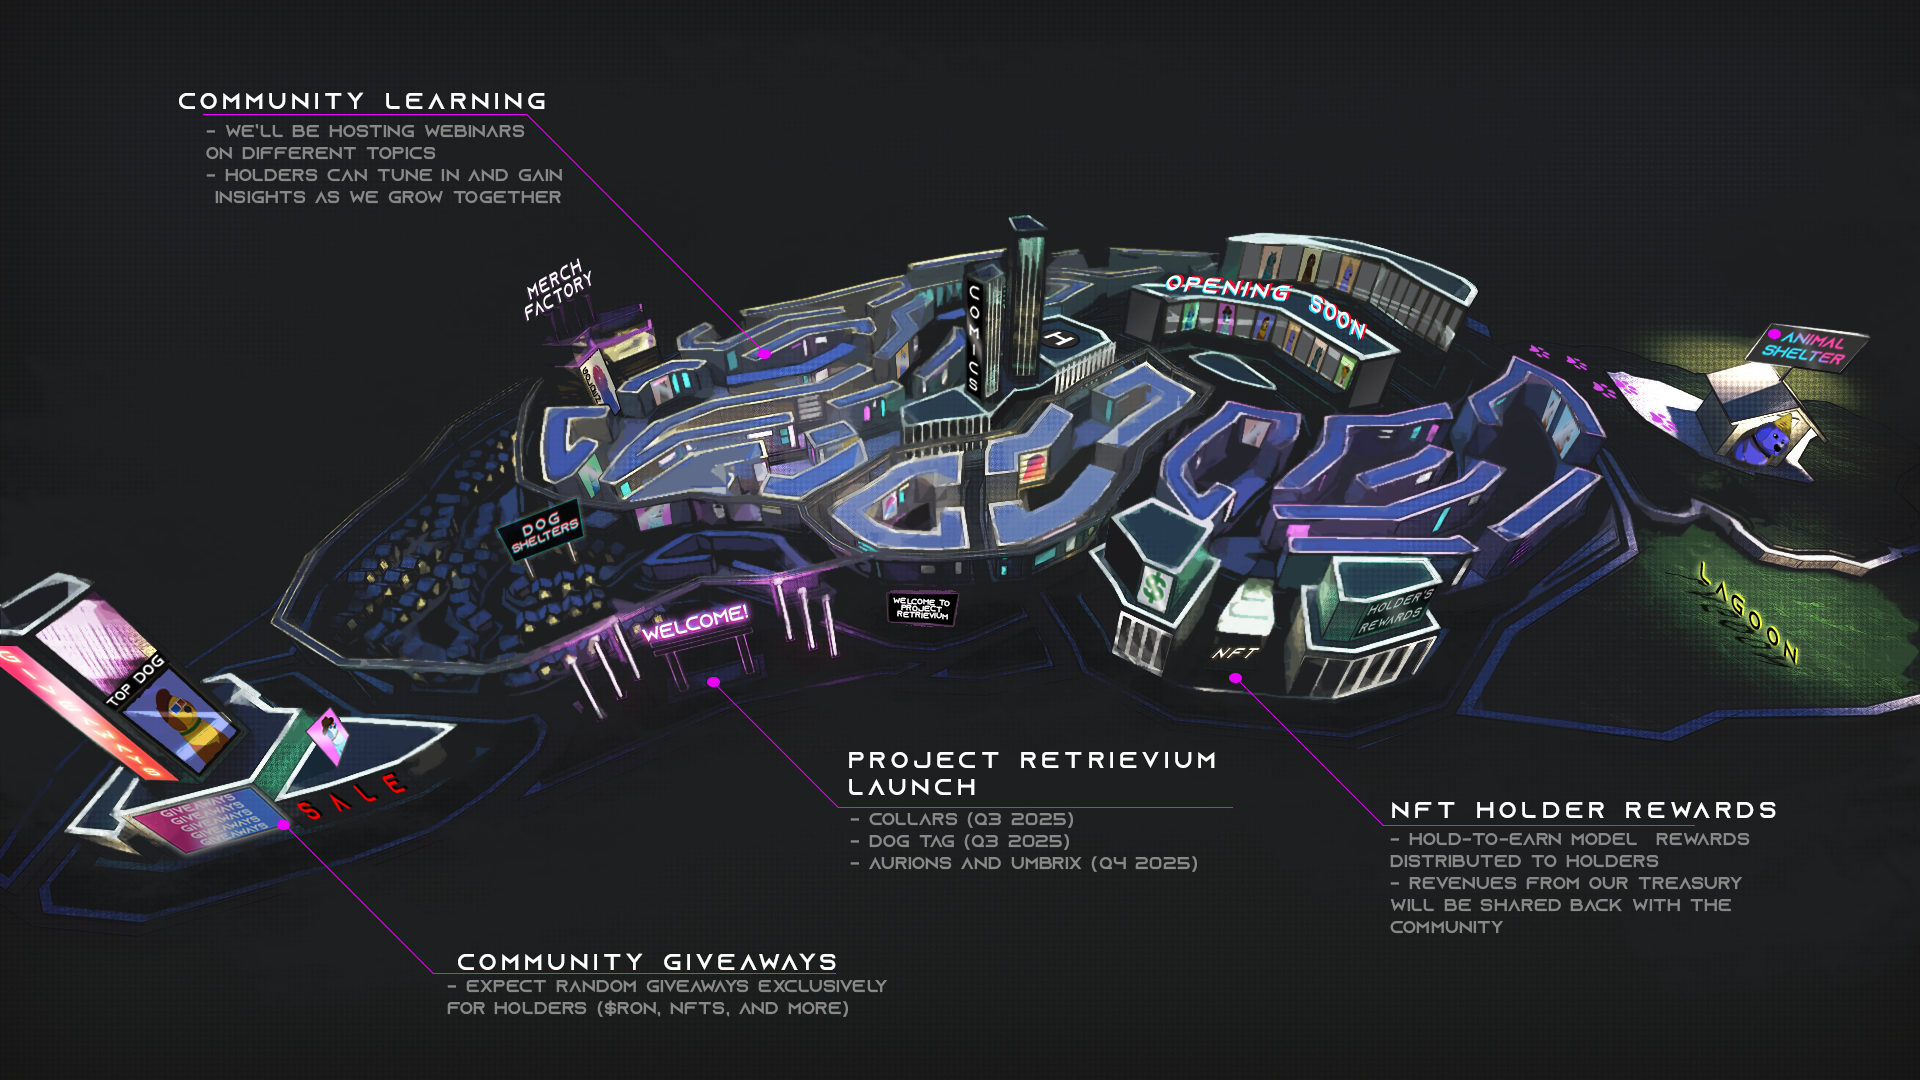 COMMUNITY LEARNING
- WE'LL BE HOSTING WEBINARS
ON DIFFERENT TOPICS
- HOLDERS CAN TUNE IN AND GAIN
INSIGHTS AS WE GROW TOGETHER
MERCH
FACTORY
COMICS
H
OPENING SOON
ANIMAL
SHELTER
DOG
SHELTERS
WELCOME!
WELCOME TO
PROJECT
RETRIEVIUM
$
HOLDER'S
REWARDS
NFT
LAGOON
TOP DOG
GIVEAWAYS
SALE
GIVEAWAYS
GIVEAWAYS
GIVEAWAYS
GIVEAWAYS
PROJECT RETRIEVIUM
LAUNCH
- COLLARS (Q3 2025)
- DOG TAG (Q3 2025)
- AURIONS AND UMBRIX (Q4 2025)
NFT HOLDER REWARDS
- HOLD-TO-EARN MODEL REWARDS
DISTRIBUTED TO HOLDERS
- REVENUES FROM OUR TREASURY
WILL BE SHARED BACK WITH THE
COMMUNITY
COMMUNITY GIVEAWAYS
- EXPECT RANDOM GIVEAWAYS EXCLUSIVELY
FOR HOLDERS ($RON, NFTS, AND MORE)